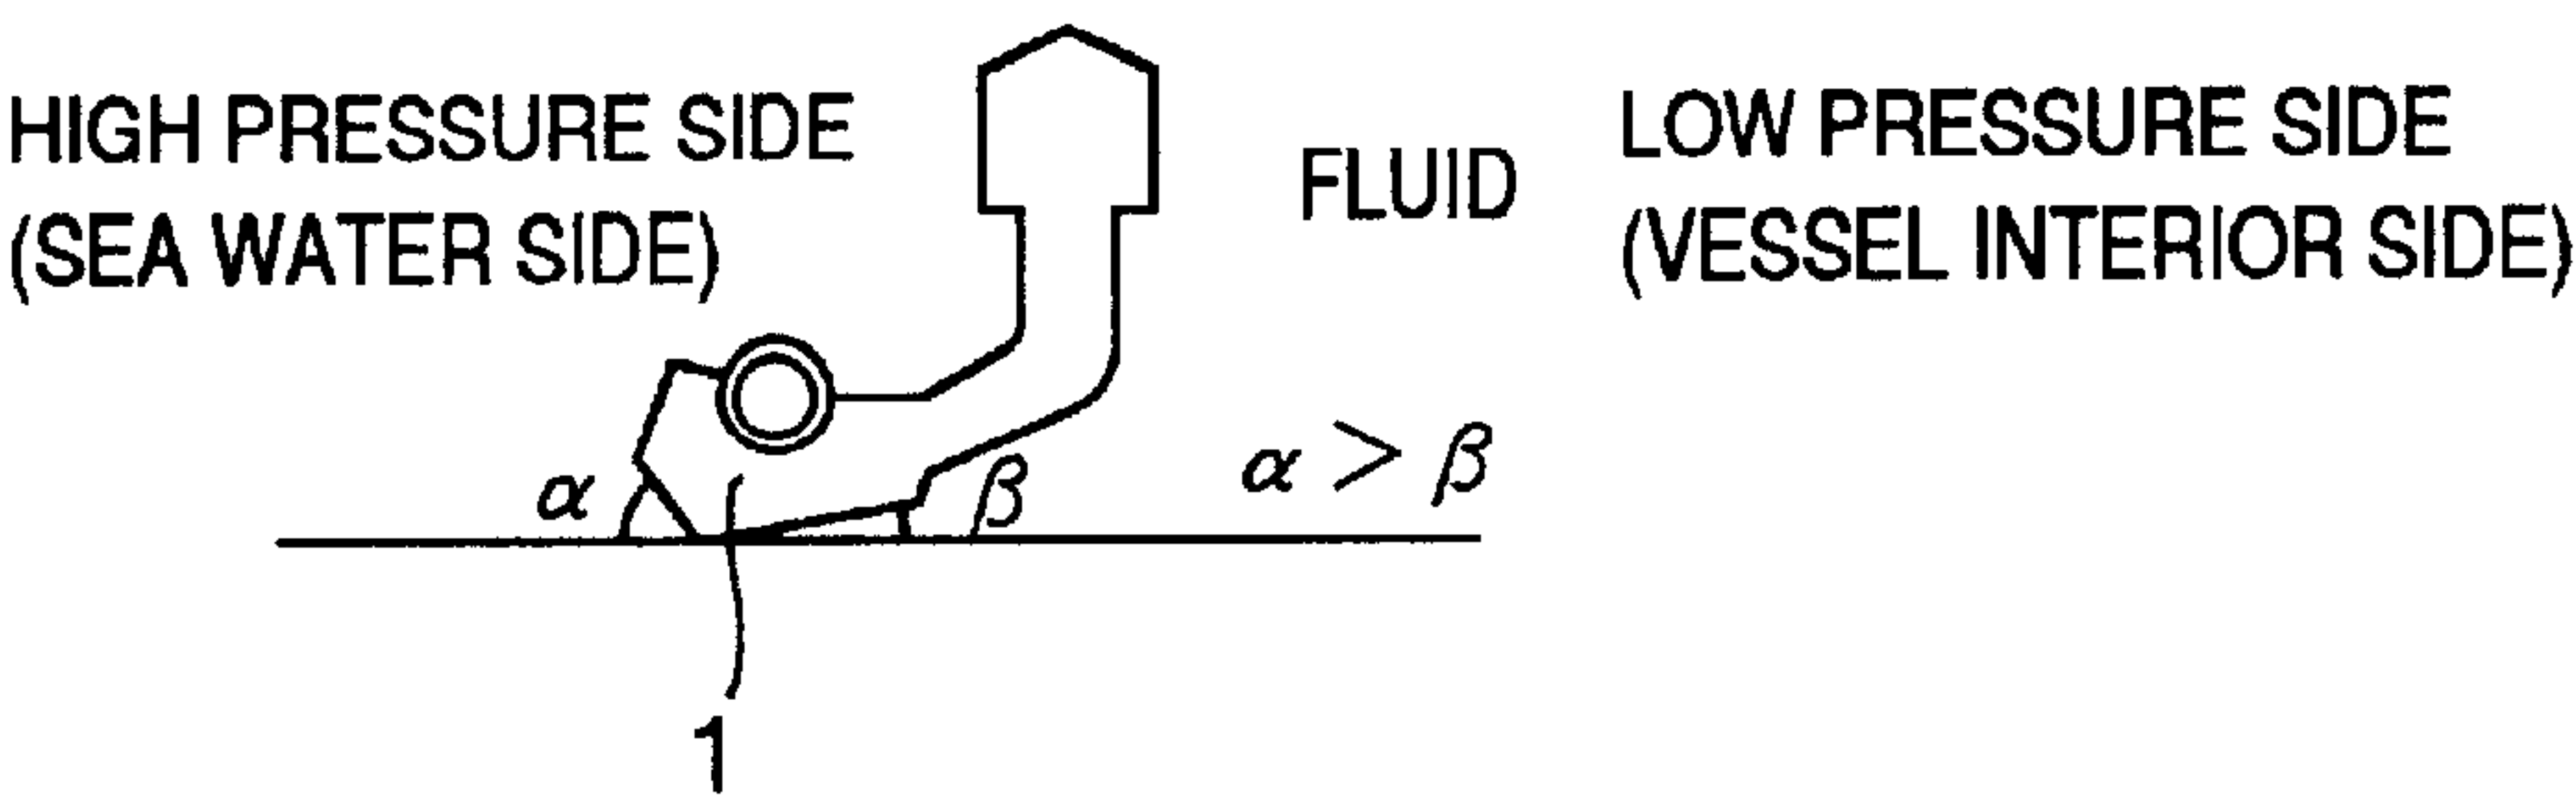 HIGH PRESSURE SIDE
(SEA WATER SIDE)
FLUID
LOW PRESSURE SIDE
(VESSEL INTERIOR SIDE)
α
β
α > β
1